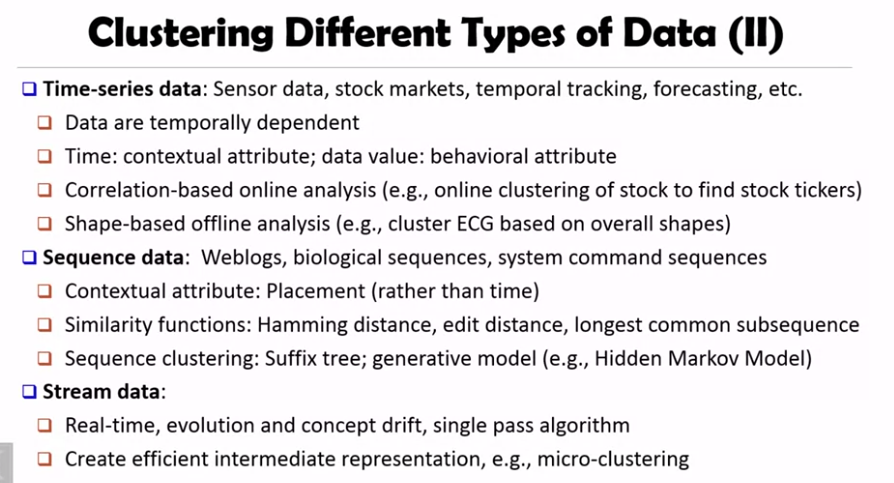 Clustering Different Types of Data (II)
Time-series data: Sensor data, stock markets, temporal tracking, forecasting, etc.
Data are temporally dependent
Time: contextual attribute; data value: behavioral attribute
Correlation-based online analysis (e.g., online clustering of stock to find stock tickers)
Shape-based offline analysis (e.g., cluster ECG based on overall shapes)
Sequence data: Weblogs, biological sequences, system command sequences
Contextual attribute: Placement (rather than time)
Similarity functions: Hamming distance, edit distance, longest common subsequence
Sequence clustering: Suffix tree; generative model (e.g., Hidden Markov Model)
Stream data:
Real-time, evolution and concept drift, single pass algorithm
Create efficient intermediate representation, e.g., micro-clustering